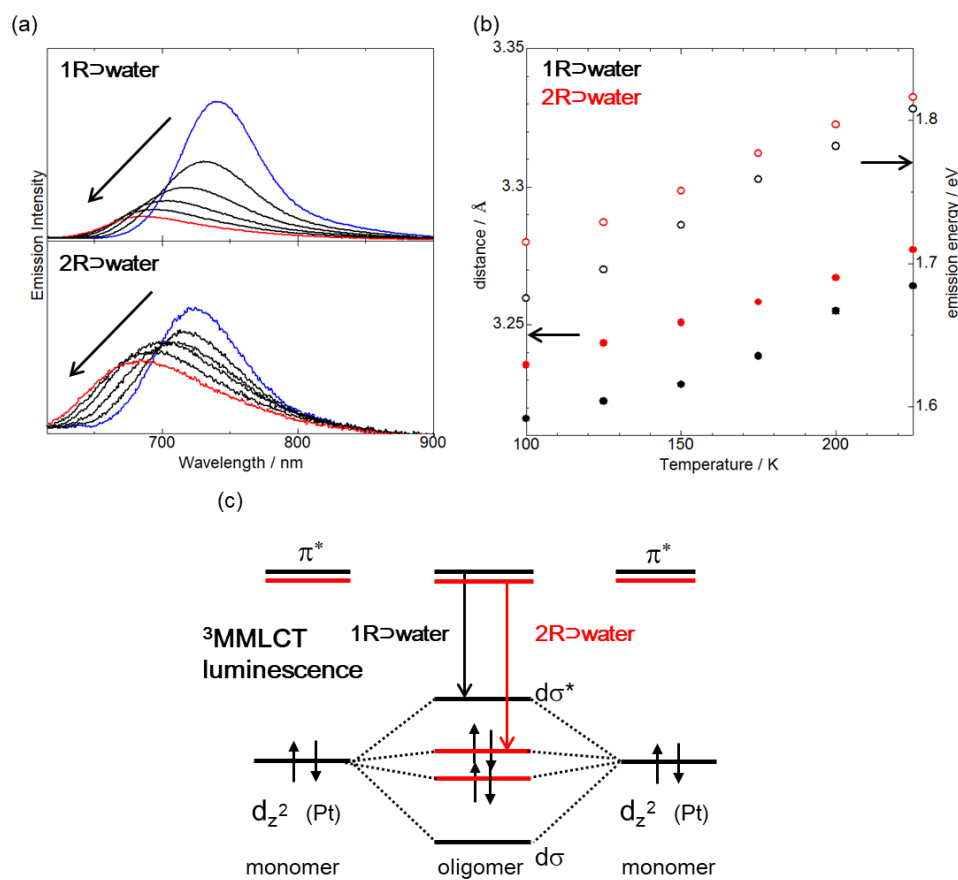 (a)
1R⊃water
2R⊃water
Emission Intensity
700
800
900
Wavelength / nm
(b)
1R⊃water
2R⊃water
3.35
3.3
3.25
distance / Å
1.8
1.7
1.6
emission energy / eV
100
150
200
Temperature / K
(c)
π*
π*
³MMLCT
luminescence
1R⊃water
2R⊃water
dσ*
d_z² (Pt)
d_z² (Pt)
dσ
monomer
oligomer
monomer